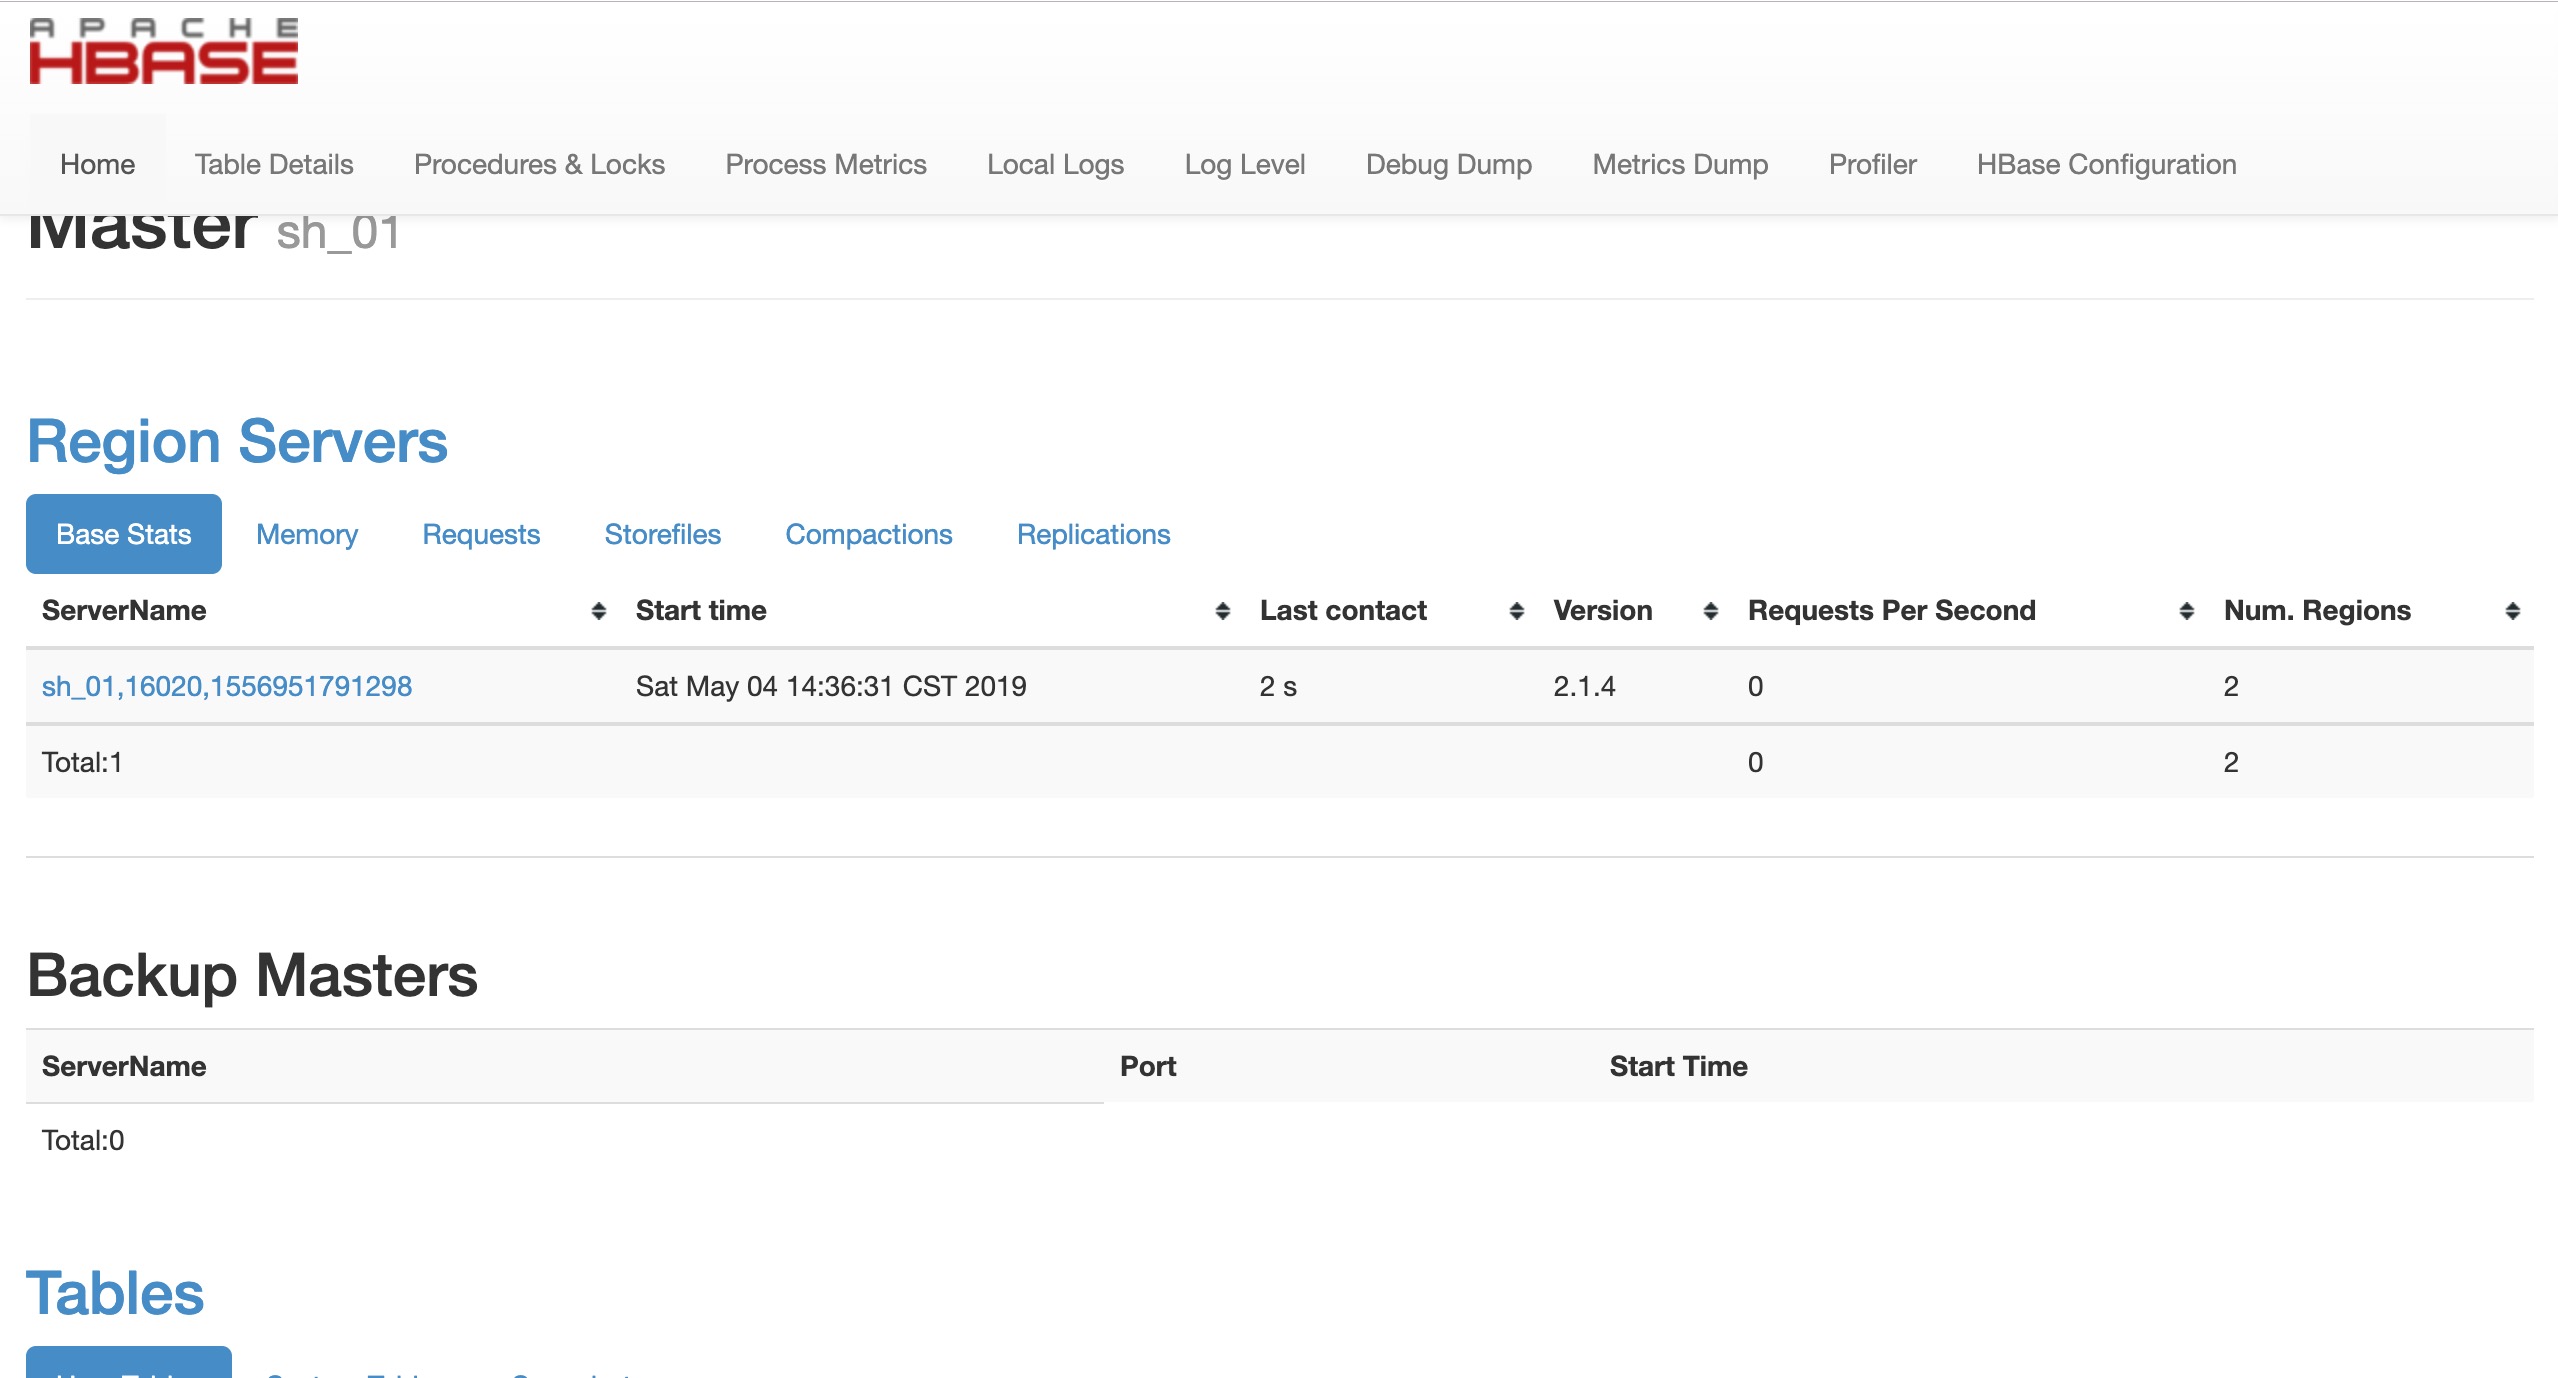 APACHE
HBASE
Home Table Details Procedures & Locks Process Metrics Local Logs Log Level Debug Dump Metrics Dump Profiler HBase Configuration
Master sh_01
Region Servers
Base Stats Memory Requests Storefiles Compactions Replications
ServerName Start time Last contact Version Requests Per Second Num. Regions
sh_01,16020,1556951791298 Sat May 04 14:36:31 CST 2019 2 s 2.1.4 0 2
Total:1 0 2
Backup Masters
ServerName Port Start Time
Total:0
Tables